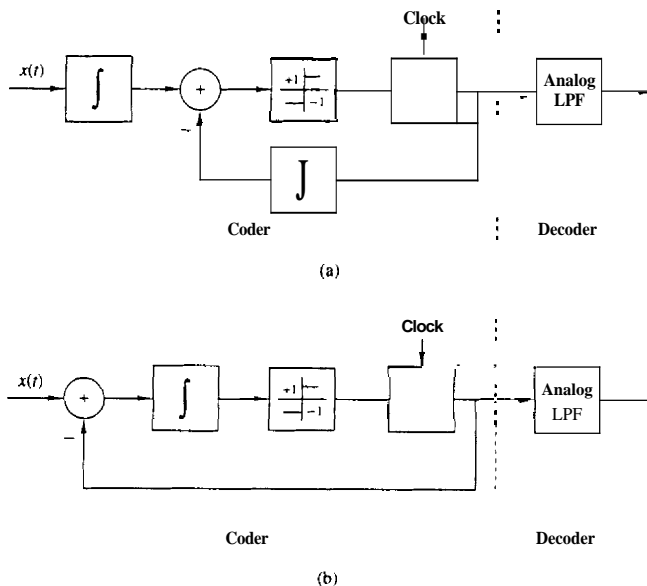 Clock
x(t)
∫
+
+1
−1
Analog
LPF
−
∫
Coder
Decoder
(a)
Clock
x(t)
+
∫
+1
−1
Analog
LPF
−
Coder
Decoder
(b)